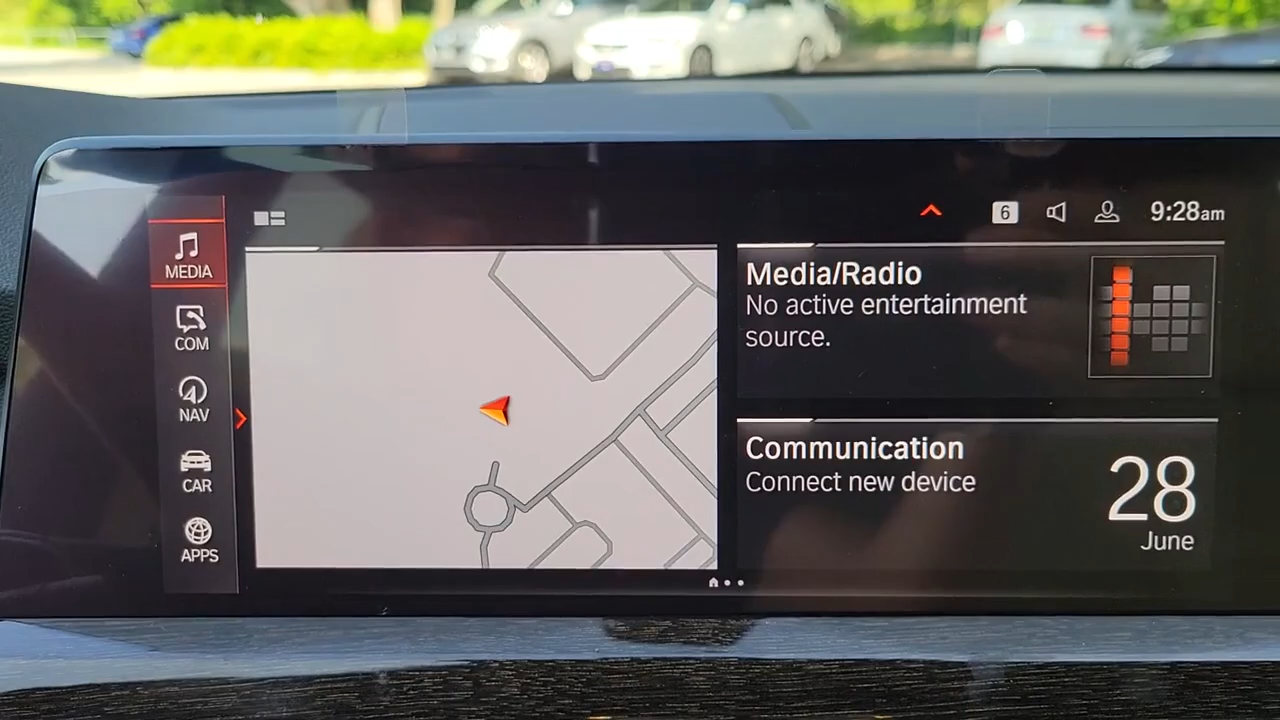 6
9:28am
MEDIA
COM
NAV
CAR
APPS
Media/Radio
No active entertainment
source.
Communication
Connect new device
28
June